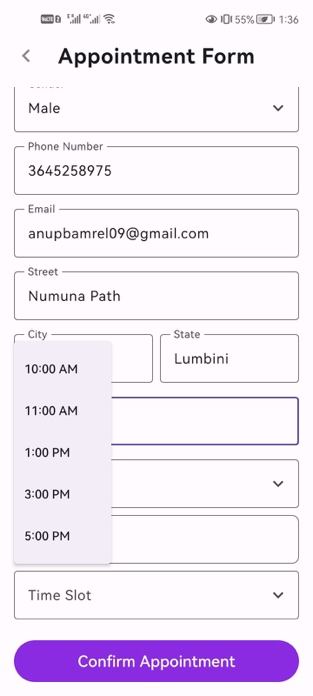 55%
1:36
Appointment Form
Male
Phone Number
3645258975
Email
anupbamrel09@gmail.com
Street
Numuna Path
City
State
Lumbini
10:00 AM
11:00 AM
1:00 PM
3:00 PM
5:00 PM
Time Slot
Confirm Appointment